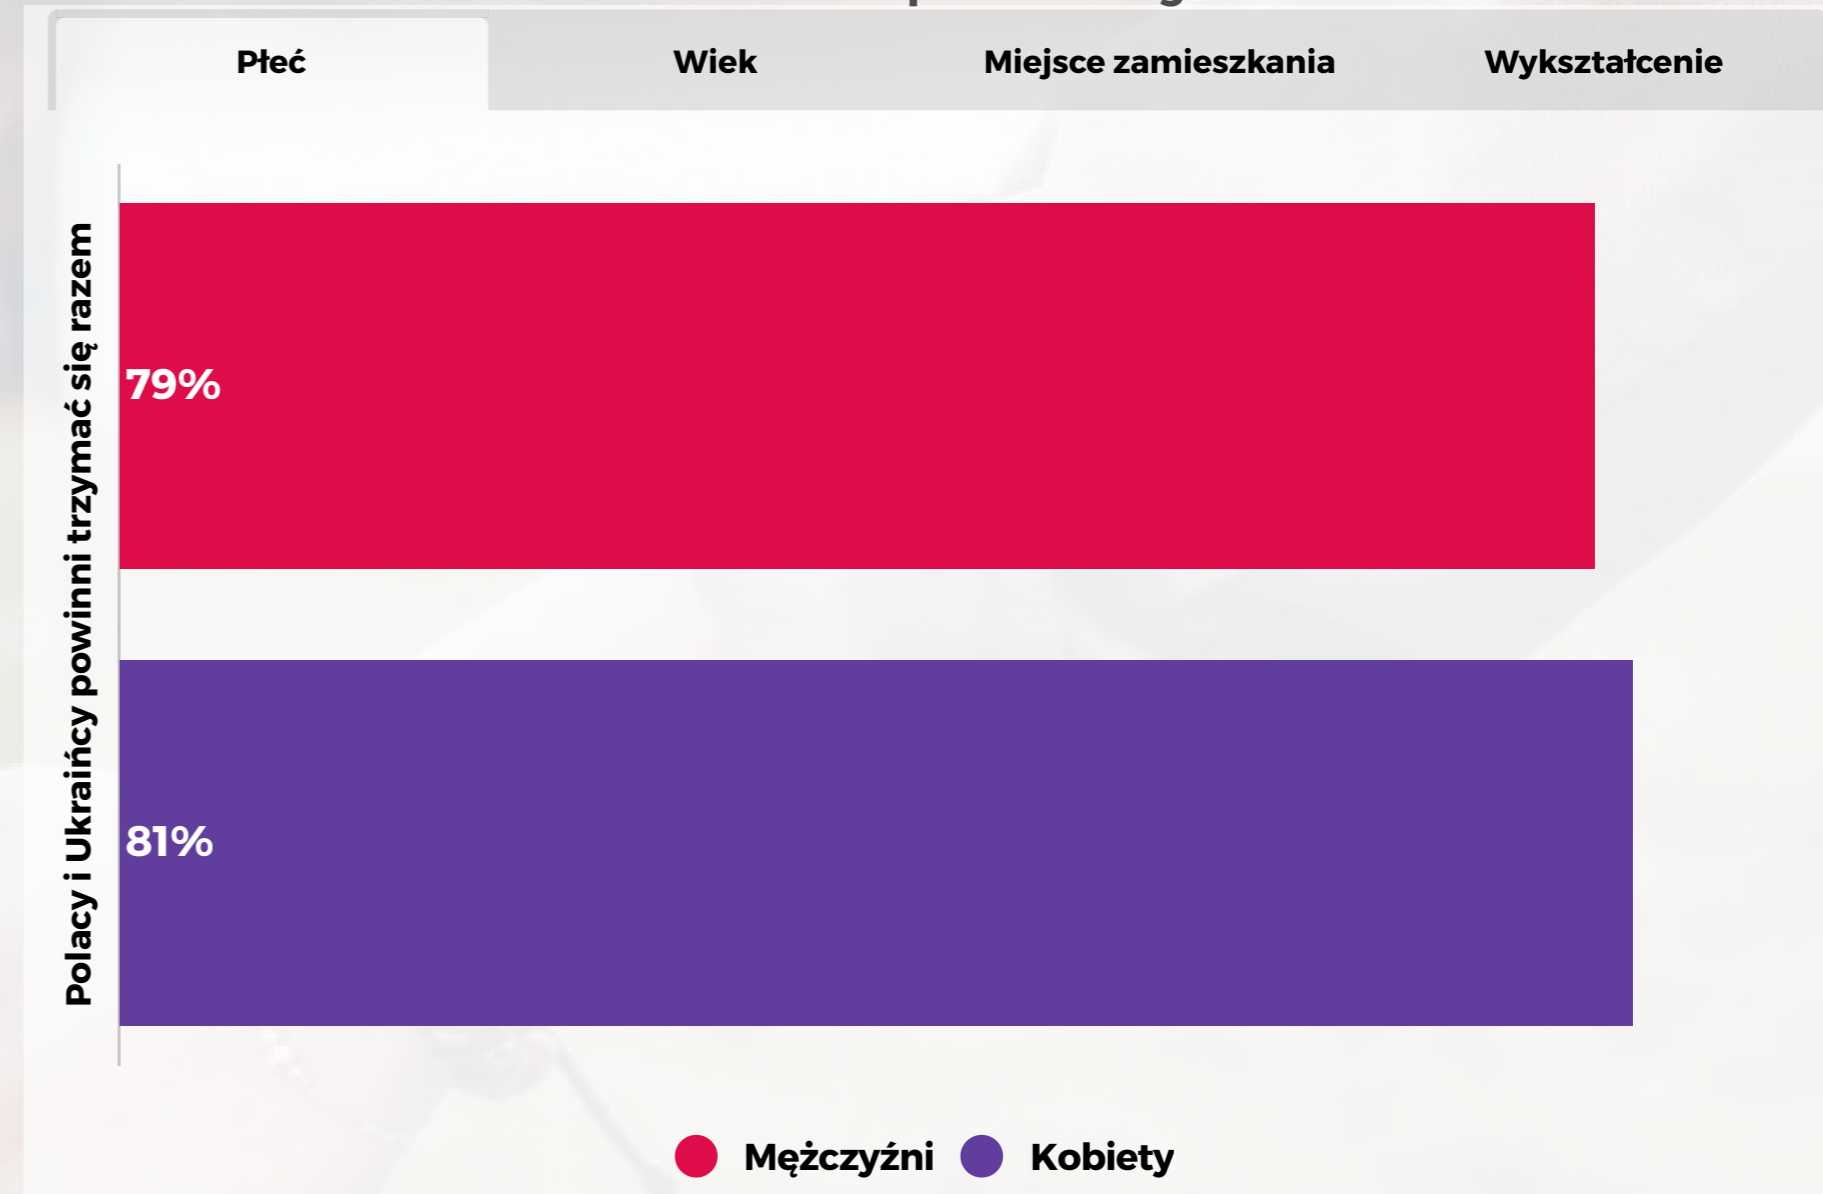 Płeć
Wiek
Miejsce zamieszkania
Wykształcenie
Polacy i Ukraińcy powinni trzymać się razem
79%
81%
Mężczyźni
Kobiety